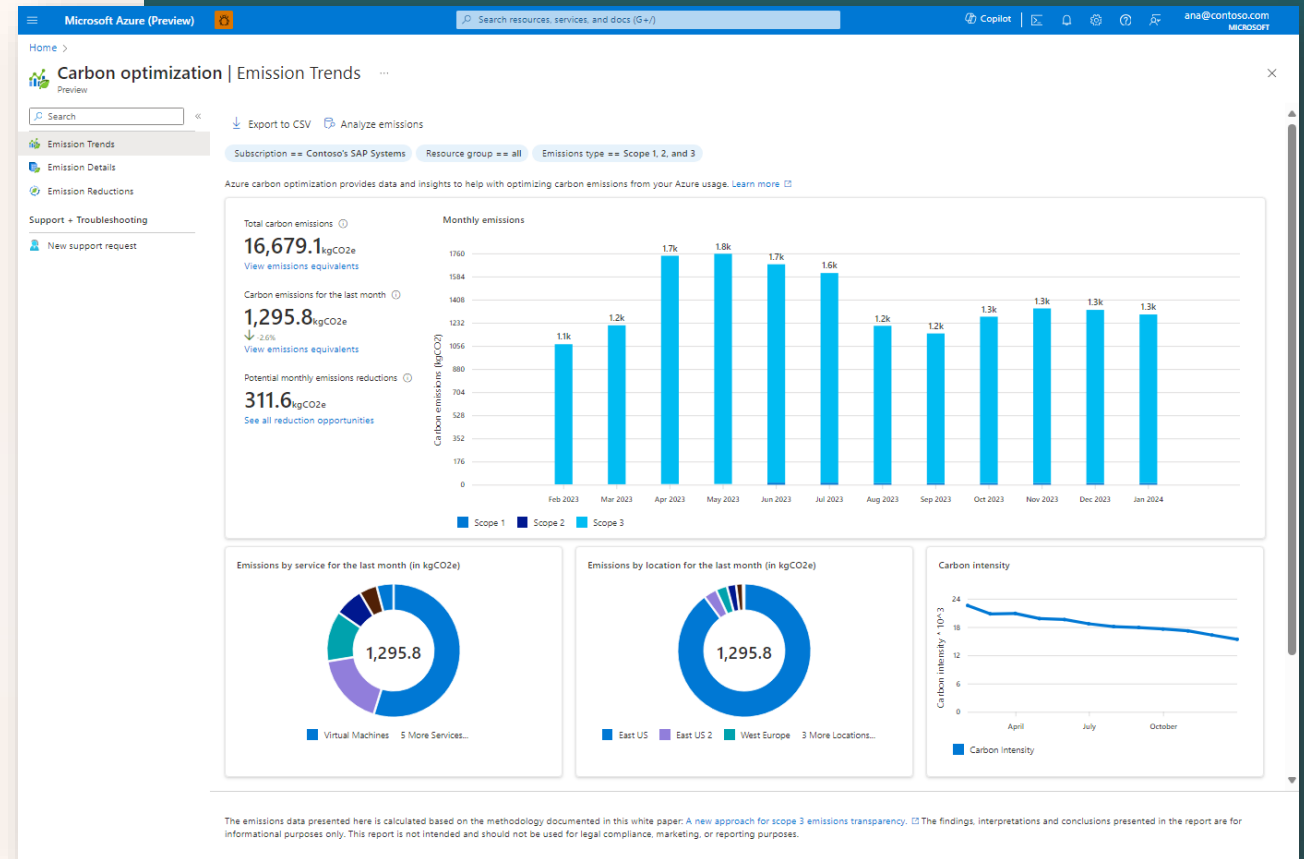 Microsoft Azure (Preview)
Search resources, services, and docs (G+/)
Copilot
ana@contoso.com
MICROSOFT
Home >
Carbon optimization | Emission Trends ...
Preview
Search
«
Emission Trends
Emission Details
Emission Reductions
Support + Troubleshooting
New support request
Export to CSV
Analyze emissions
Subscription == Contoso's SAP Systems
Resource group == all
Emissions type == Scope 1, 2, and 3
Azure carbon optimization provides data and insights to help with optimizing carbon emissions from your Azure usage. Learn more
Total carbon emissions
16,679.1kgCO2e
View emissions equivalents
Carbon emissions for the last month
1,295.8kgCO2e
-2.6%
View emissions equivalents
Potential monthly emissions reductions
311.6kgCO2e
See all reduction opportunities
Monthly emissions
Carbon emissions (kgCO2)
1760
1584
1408
1232
1056
880
704
528
352
176
0
1.1k
1.2k
1.7k
1.8k
1.7k
1.6k
1.2k
1.2k
1.3k
1.3k
1.3k
1.3k
Feb 2023
Mar 2023
Apr 2023
May 2023
Jun 2023
Jul 2023
Aug 2023
Sep 2023
Oct 2023
Nov 2023
Dec 2023
Jan 2024
Scope 1
Scope 2
Scope 3
Emissions by service for the last month (in kgCO2e)
1,295.8
Virtual Machines
5 More Services...
Emissions by location for the last month (in kgCO2e)
1,295.8
East US
East US 2
West Europe
3 More Locations...
Carbon intensity
Carbon intensity * 10^3
24
18
12
6
0
April
July
October
Carbon Intensity
The emissions data presented here is calculated based on the methodology documented in this white paper: A new approach for scope 3 emissions transparency. The findings, interpretations and conclusions presented in the report are for
informational purposes only. This report is not intended and should not be used for legal compliance, marketing, or reporting purposes.